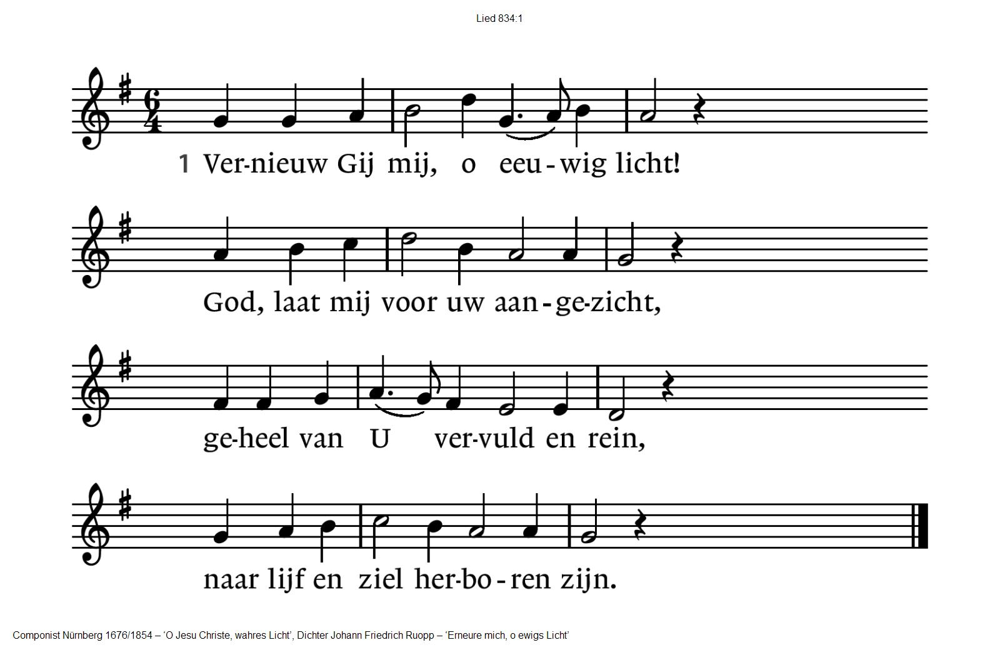 Lied 834:1
6
4
1 Ver-nieuw Gij mij, o eeu-wig licht!
God, laat mij voor uw aan-ge-zicht,
ge-heel van U ver-vuld en rein,
naar lijf en ziel her-bo-ren zijn.
Componist Nürnberg 1676/1854 – ‘O Jesu Christe, wahres Licht’, Dichter Johann Friedrich Ruopp – ‘Erneure mich, o ewigs Licht’